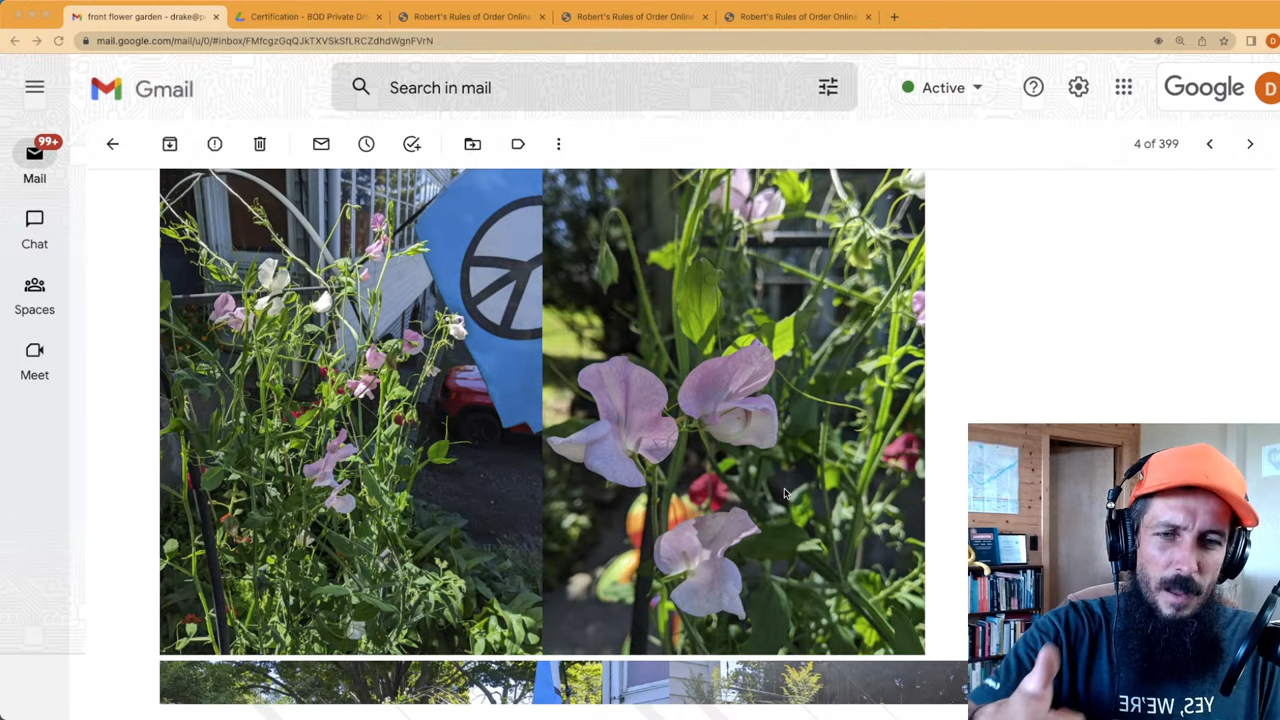 front flower garden - drake@p
Certification - BOD Private Dri
Robert's Rules of Order Online
Robert's Rules of Order Online
Robert's Rules of Order Online
mail.google.com/mail/u/0/#inbox/FMfcgzGqQJkTXVSkSfLRCZdhdWgnFVrN
Gmail
Search in mail
Active
Google
D
99+
4 of 399
Mail
Chat
Spaces
Meet
YES, WE'RE